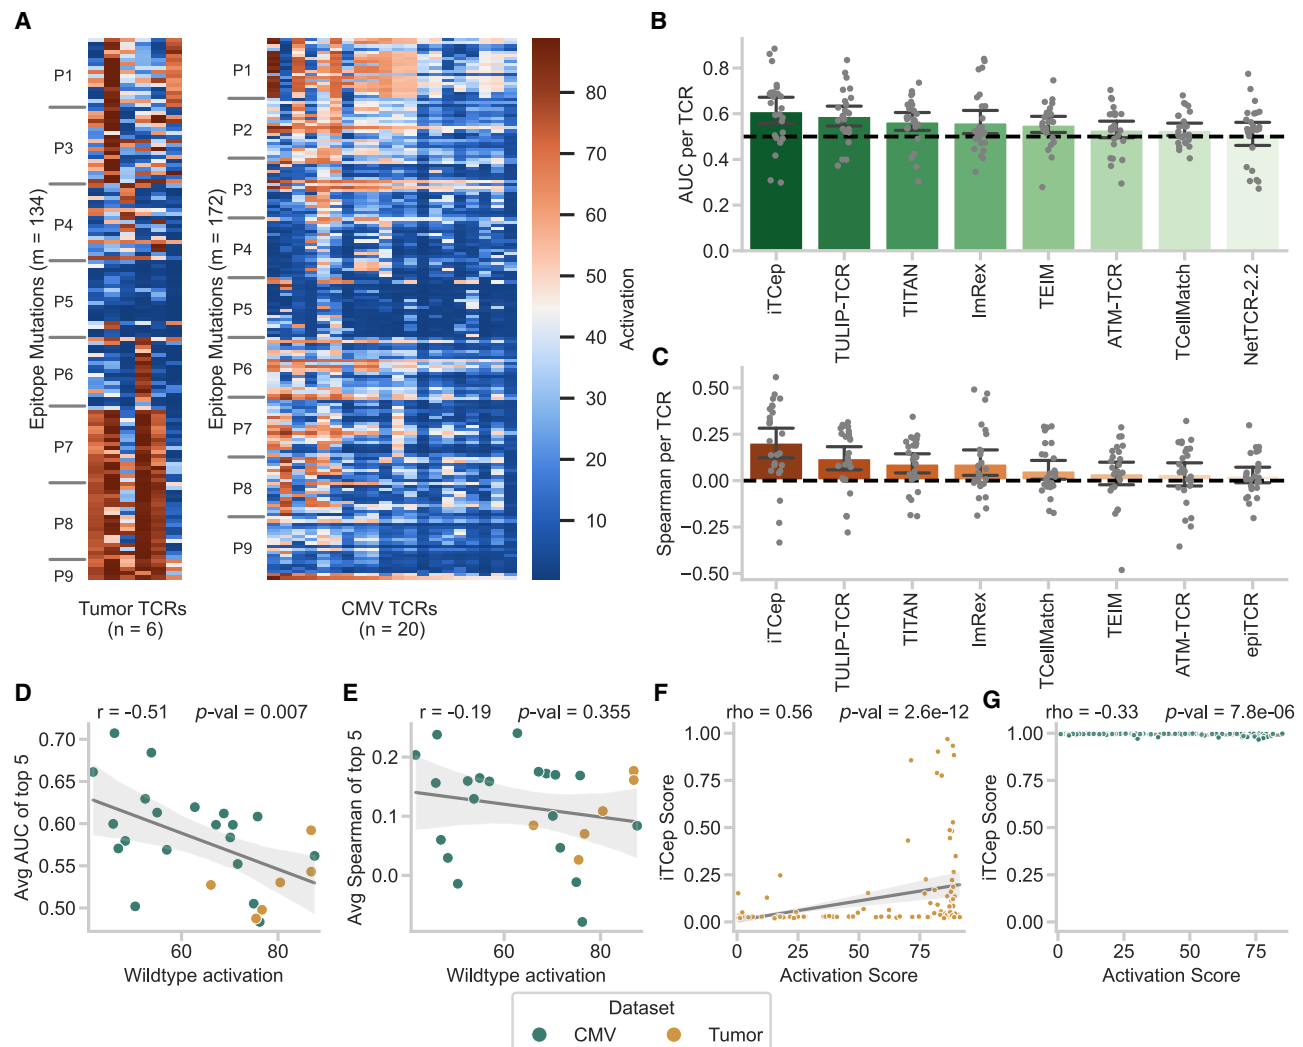 A
Epitope Mutations (m = 134)
P1
P3
P4
P5
P6
P7
P8
P9
Tumor TCRs
(n = 6)
Epitope Mutations (m = 172)
P1
P2
P3
P4
P5
P6
P7
P8
P9
CMV TCRs
(n = 20)
80
70
60
50
40
30
20
10
Activation
B
AUC per TCR
0.8
0.6
0.4
0.2
0.0
iTCep
TULIP-TCR
TITAN
ImRex
TEIM
ATM-TCR
TCellMatch
NetTCR-2.2
C
Spearman per TCR
0.50
0.25
0.00
−0.25
−0.50
iTCep
TULIP-TCR
TITAN
ImRex
TCellMatch
TEIM
ATM-TCR
epiTCR
D
r = -0.51 p-val = 0.007
Avg AUC of top 5
0.70
0.65
0.60
0.55
0.50
60 80
Wildtype activation
E
r = -0.19 p-val = 0.355
Avg Spearman of top 5
0.2
0.1
0.0
60 80
Wildtype activation
F
rho = 0.56 p-val = 2.6e-12
iTCep Score
1.00
0.75
0.50
0.25
0.00
0 25 50 75
Activation Score
G
rho = -0.33 p-val = 7.8e-06
iTCep Score
1.00
0.75
0.50
0.25
0.00
0 25 50 75
Activation Score
Dataset
CMV Tumor